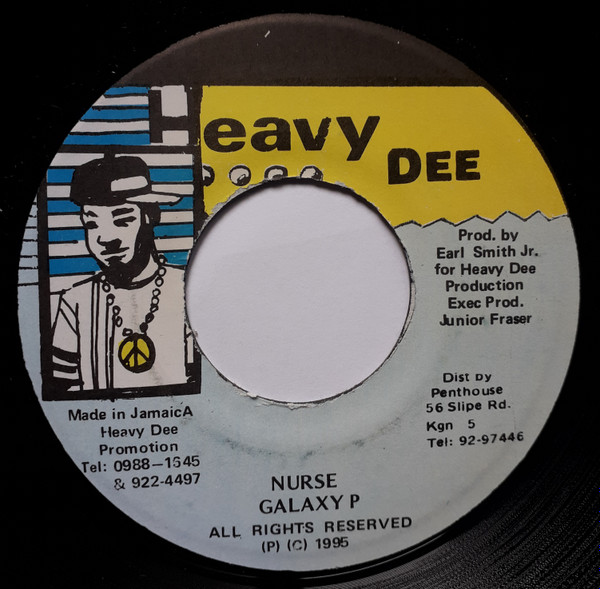 Heavy
DEE
Prod. by
Earl Smith Jr.
for Heavy Dee
Production
Exec Prod.
Junior Fraser
Dist by
Penthouse
56 Slipe Rd.
Kgn 5
Tel: 92-97446
Made in JamaicA
Heavy Dee
Promotion
Tel: 0988-1645
& 922-4497
NURSE
GALAXY P
ALL RIGHTS RESERVED
(P) (C) 1995